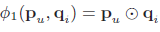 ϕ₁(𝐩ᵤ, 𝐪ᵢ) = 𝐩ᵤ ⊙ 𝐪ᵢ